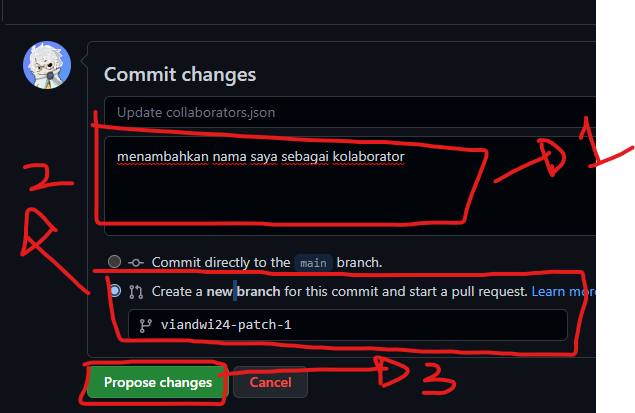 Commit changes
Update collaborators.json
menambahkan nama saya sebagai kolaborator
1
2
Commit directly to the main branch.
Create a new branch for this commit and start a pull request. Learn more
viandwi24-patch-1
Propose changes
Cancel
3